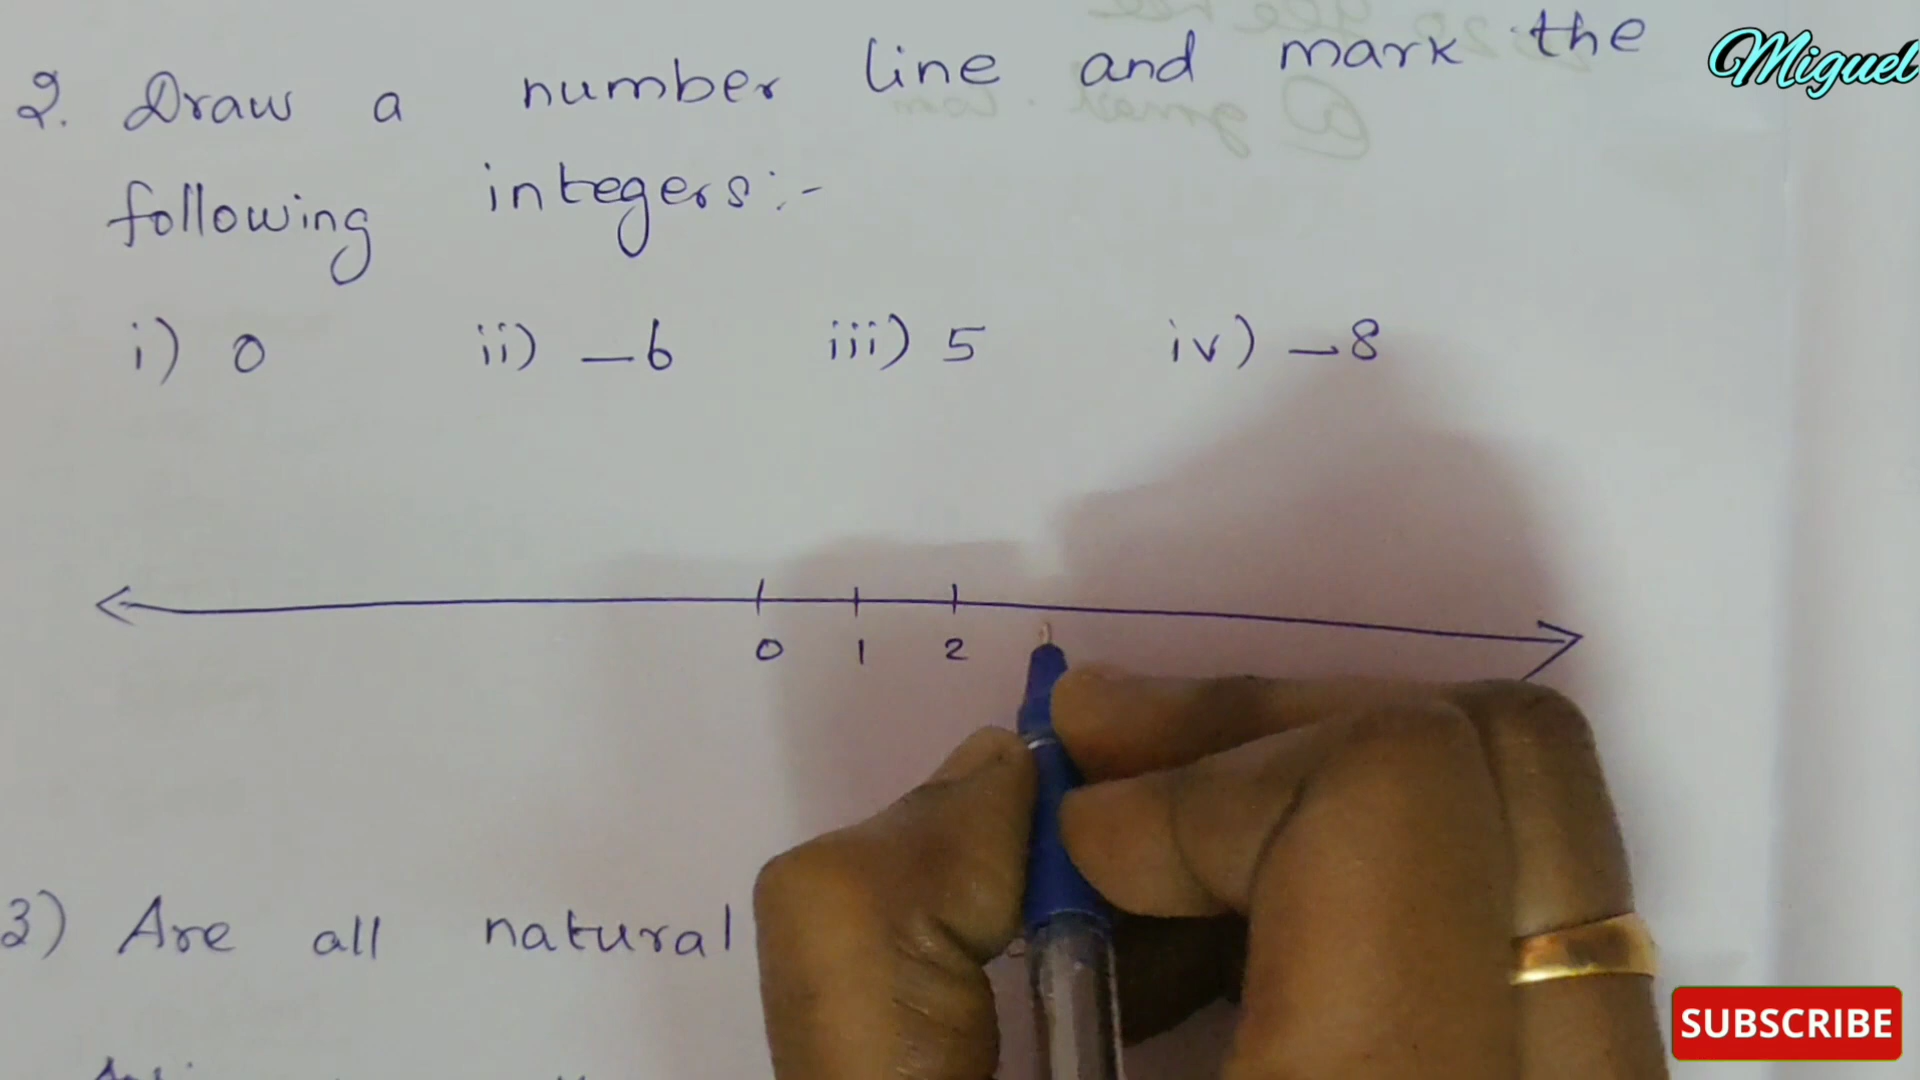 Miguel
2. Draw a number line and mark the
following integers:-
i) 0 ii) -6 iii) 5 iv) -8
0 1 2
3) Are all natural
SUBSCRIBE